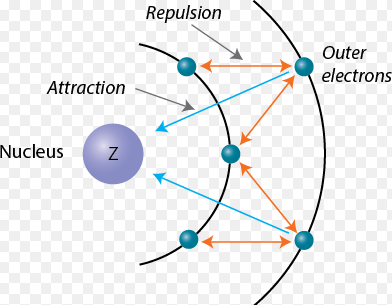 Repulsion
Outer
electrons
Attraction
Nucleus
Z